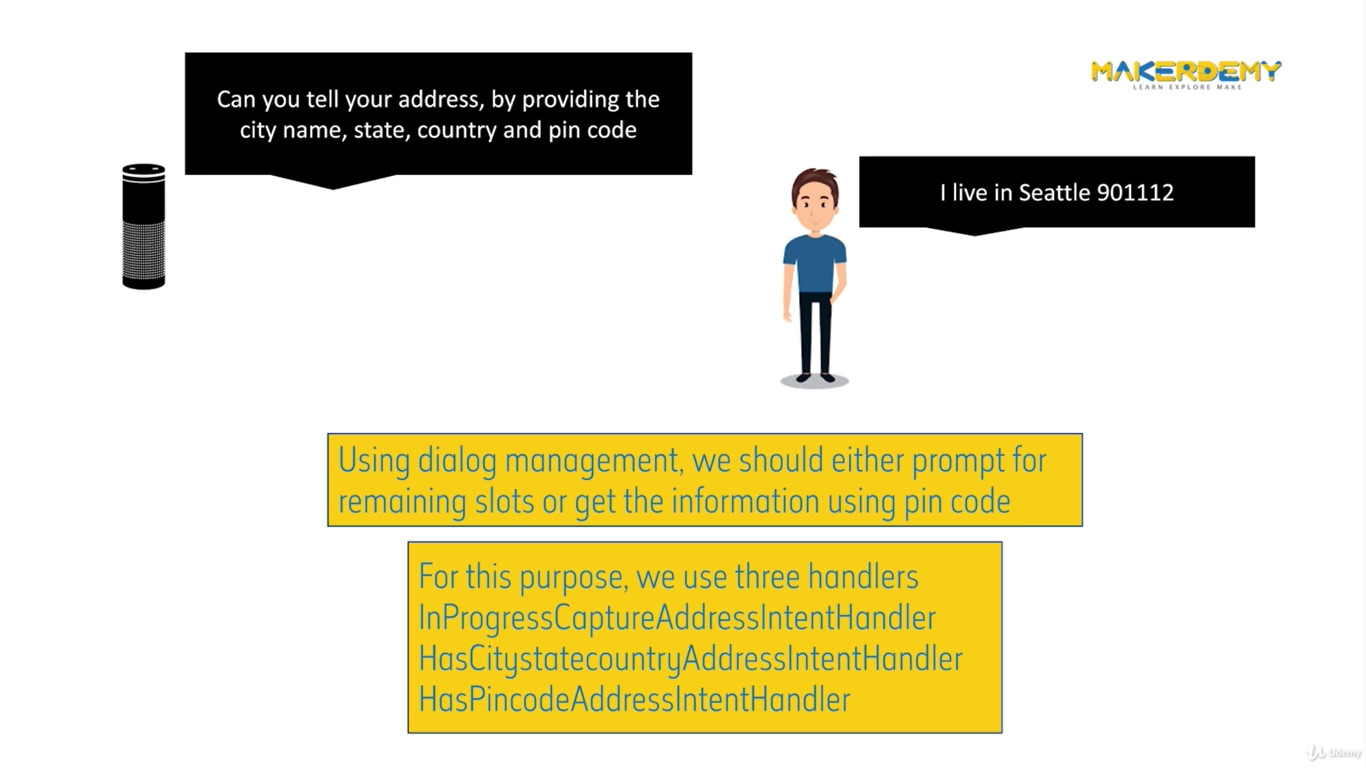 Can you tell your address, by providing the
city name, state, country and pin code
MAKERDEMY
LEARN EXPLORE MAKE
I live in Seattle 901112
Using dialog management, we should either prompt for
remaining slots or get the information using pin code
For this purpose, we use three handlers
InProgressCaptureAddressIntentHandler
HasCitystatecountryAddressIntentHandler
HasPincodeAddressIntentHandler
Udemy